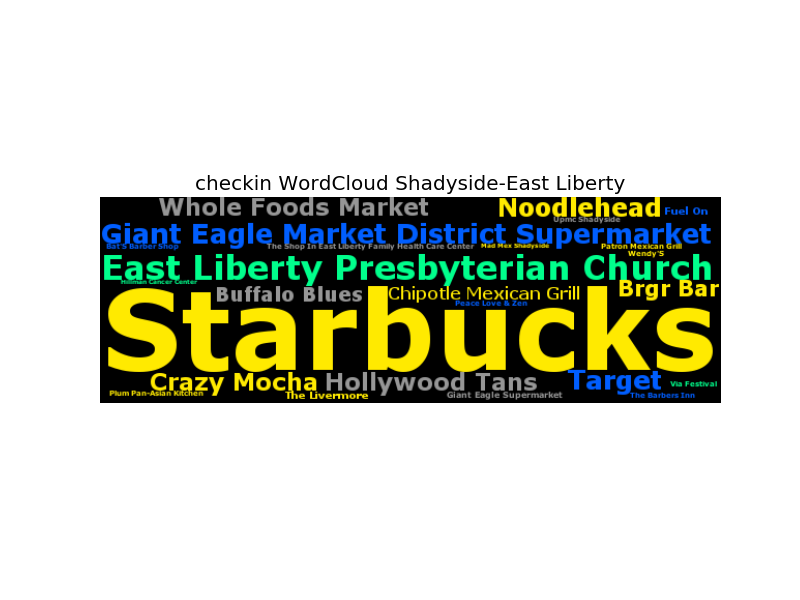 checkin WordCloud Shadyside-East Liberty
Whole Foods Market
Noodlehead
Fuel On
Upmc Shadyside
Giant Eagle Market District Supermarket
Bat'S Barber Shop
The Shop In East Liberty Family Health Care Center
Mad Mex Shadyside
Patron Mexican Grill
Wendy'S
East Liberty Presbyterian Church
Hillman Cancer Center
Buffalo Blues
Chipotle Mexican Grill
Brgr Bar
Peace Love & Zen
Starbucks
Crazy Mocha
Hollywood Tans
Target
Via Festival
Plum Pan-Asian Kitchen
The Livermore
Giant Eagle Supermarket
The Barbers Inn